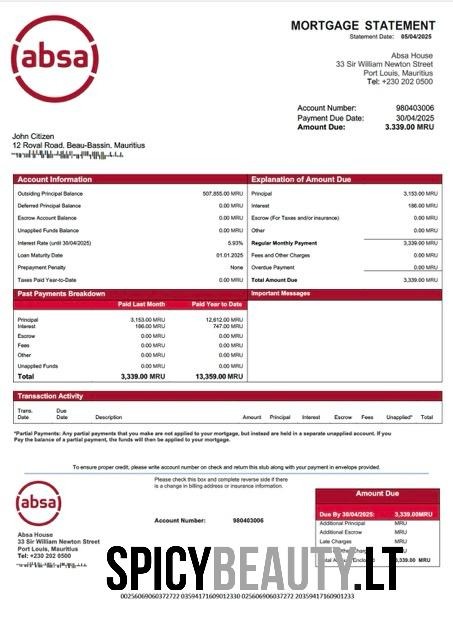 absa
MORTGAGE STATEMENT
Statement Date: 05/04/2025
Absa House
33 Sir William Newton Street
Port Louis, Mauritius
Tel: +230 202 0500
Account Number: 980403006
Payment Due Date: 30/04/2025
Amount Due: 3.339.00 MRU
John Citizen
12 Royal Road, Beau-Bassin, Mauritius
Account Information
Outsiding Principal Balance 507,855.00 MRU
Deferred Principal Balance 0.00 MRU
Escrow Account Balance 0.00 MRU
Unapplied Funds Balance 0.00 MRU
Interest Rate (until 30/04/2025) 5.93%
Loan Maturity Date 01.01.2025
Prepayment Penalty None
Taxes Paid Year-to-Date 0.00 MRU
Explanation of Amount Due
Principal 3,153.00 MRU
Interest 186.00 MRU
Escrow (For Taxes and/or insurance) 0.00 MRU
Other 0.00 MRU
Regular Monthly Payment 3,339.00 MRU
Fees and Other Charges 0.00 MRU
Overdue Payment 0.00 MRU
Total Amount Due 3,339.00 MRU
Past Payments Breakdown
Paid Last Month Paid Year to Date
Principal 3,153.00 MRU 12,612.00 MRU
Interest 186.00 MRU 747.00 MRU
Escrow 0.00 MRU 0.00 MRU
Fees 0.00 MRU 0.00 MRU
Other 0.00 MRU 0.00 MRU
Unapplied Funds 0.00 MRU 0.00 MRU
Total 3,339.00 MRU 13,359.00 MRU
Important Messages
Transaction Activity
Trans. Date Due Date Description Amount Principal Interest Escrow Fees Unapplied* Total
*Partial Payments: Any partial payments that you make are not applied to your mortgage, but instead are held in a separate unapplied account. If you
Pay the balance of a partial payment, the funds will then be applied to your mortgage.
To ensure proper credit, please write account number on check and return this stub along with your payment in envelope provided.
absa
Please check this box and complete reverse side if there
is a change in billing address or insurance information.
Absa House
33 Sir William Newton Street
Port Louis, Mauritius
Tel: +230 202 0500
Account Number: 980403006
Amount Due
Due By 30/04/2025: 3,339.00MRU
Additional Principal MRU
Additional Escrow MRU
Late Charges MRU
Other MRU
Total Enclosed 3,339.00 MRU
SPICYBEAUTY.LT